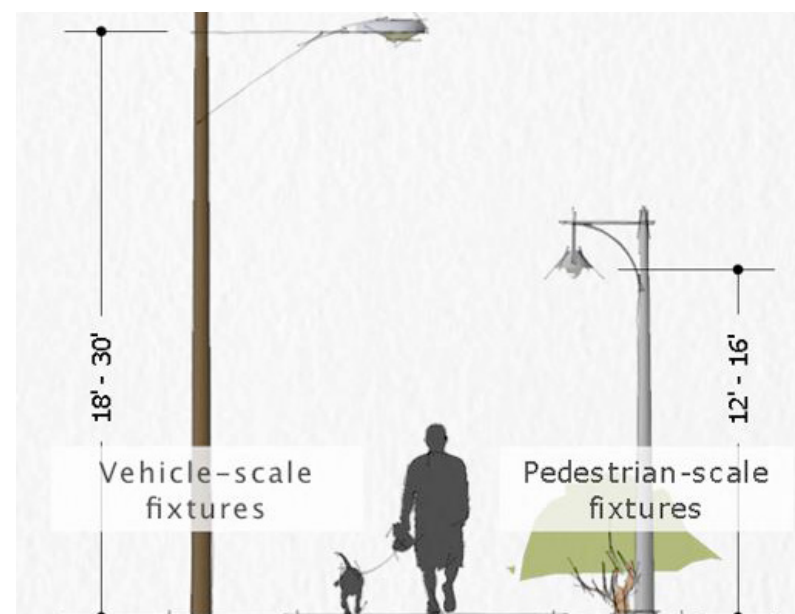 18' - 30'
Vehicle-scale
fixtures
Pedestrian-scale
fixtures
12' - 16'